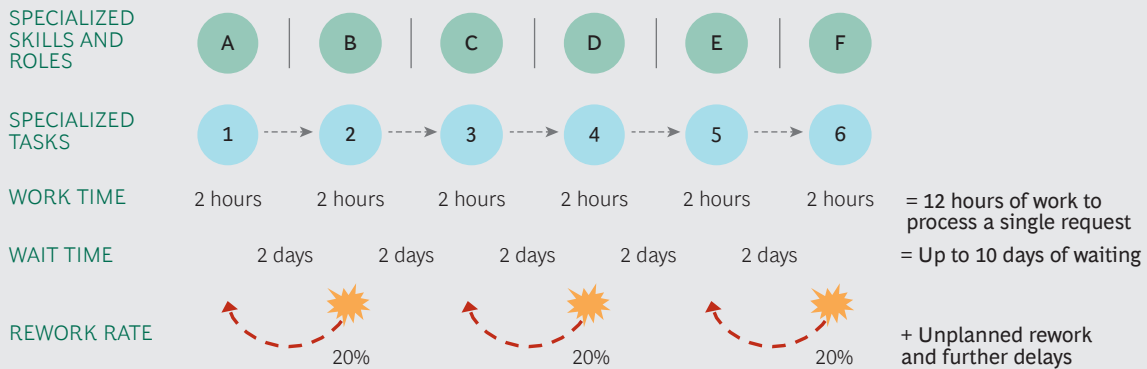 SPECIALIZED
SKILLS AND
ROLES
A B C D E F
SPECIALIZED
TASKS
1 2 3 4 5 6
WORK TIME
2 hours 2 hours 2 hours 2 hours 2 hours 2 hours
= 12 hours of work to
process a single request
WAIT TIME
2 days 2 days 2 days 2 days 2 days
= Up to 10 days of waiting
REWORK RATE
20% 20% 20%
+ Unplanned rework
and further delays